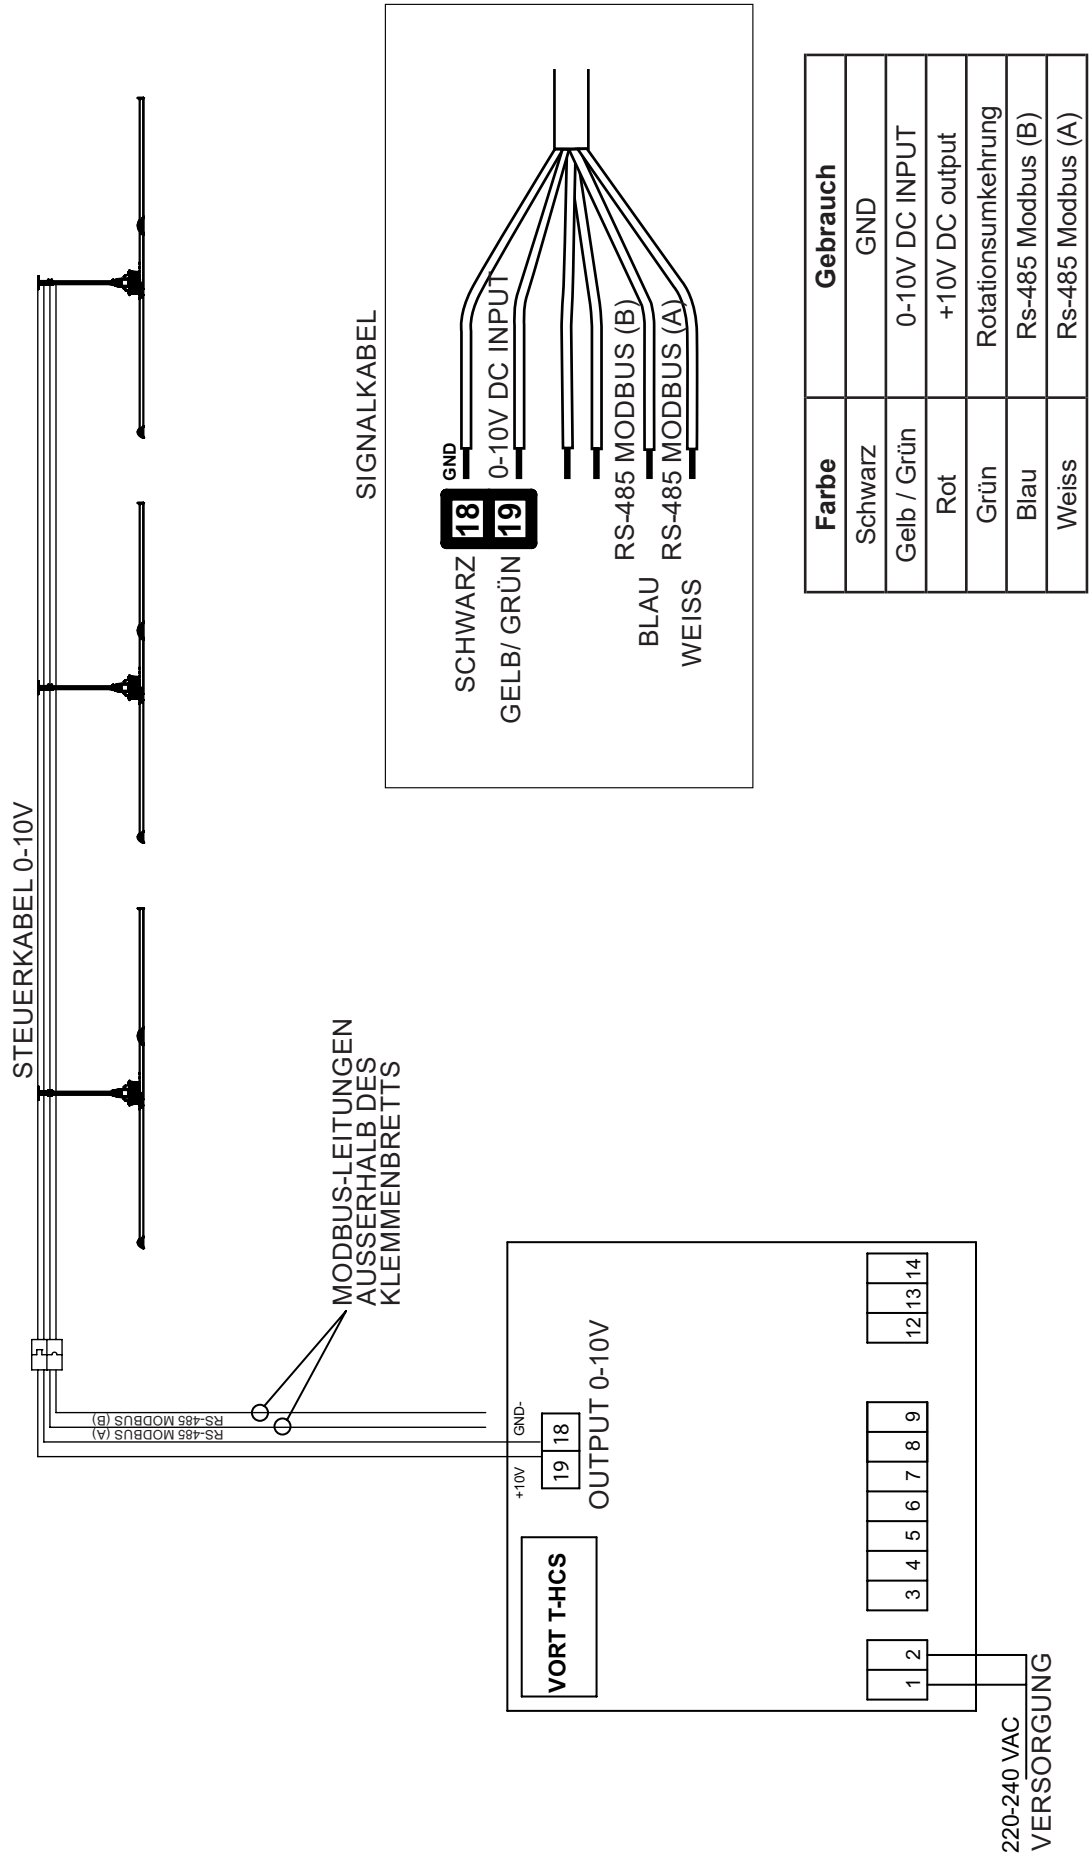 STEUERKABEL 0-10V
RS-485 MODBUS (B)
RS-485 MODBUS (A)
MODBUS-LEITUNGEN
AUSSERHALB DES
KLEMMENBRETTS
VORT T-HCS
+10V
GND-
19 18
OUTPUT 0-10V
1 2 3 4 5 6 7 8 9 12 13 14
220-240 VAC
VERSORGUNG
SIGNALKABEL
SCHWARZ 18 GND
GELB/ GRÜN 19 0-10V DC INPUT
RS-485 MODBUS (B)
BLAU
RS-485 MODBUS (A)
WEISS
Farbe Gebrauch
Schwarz GND
Gelb / Grün 0-10V DC INPUT
Rot +10V DC output
Grün Rotationsumkehrung
Blau Rs-485 Modbus (B)
Weiss Rs-485 Modbus (A)